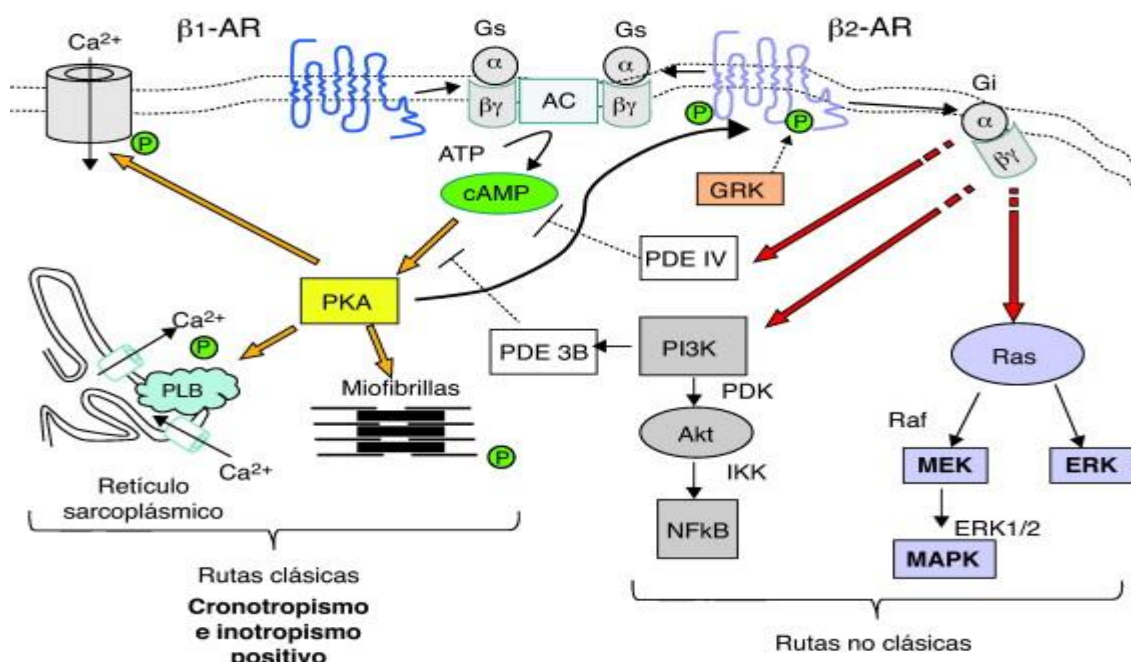 β1-AR
Gs
Gs
β2-AR
Ca2+
α
α
βγ
AC
βγ
Gi
α
βγ
P
P
P
ATP
cAMP
GRK
PDE IV
PKA
Ca2+
P
PLB
Ca2+
Retículo
sarcoplásmico
Miofibrillas
P
PDE 3B
PI3K
PDK
Akt
IKK
NFkB
Ras
Raf
MEK
ERK
ERK1/2
MAPK
Rutas clásicas
Cronotropismo
e inotropismo
positivo
Rutas no clásicas